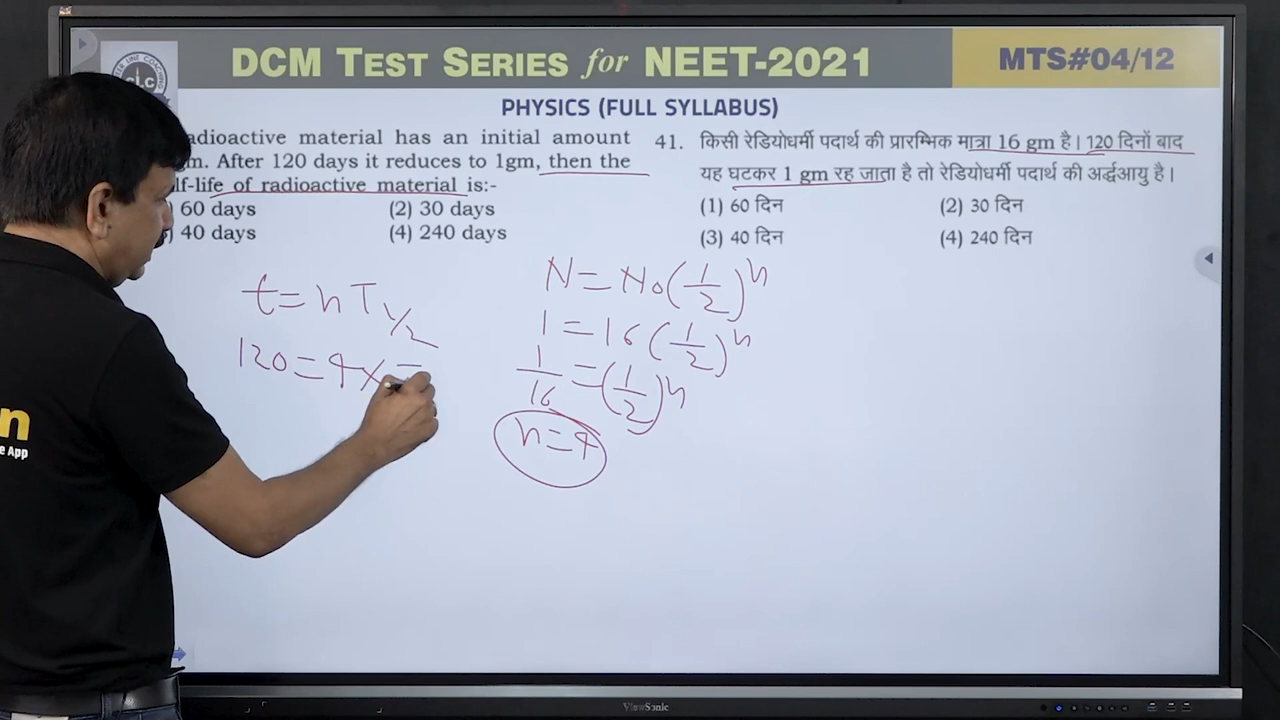 DCM TEST SERIES for NEET-2021
MTS#04/12
PHYSICS (FULL SYLLABUS)
adioactive material has an initial amount
m. After 120 days it reduces to 1gm, then the
lf-life of radioactive material is:-
60 days (2) 30 days
40 days (4) 240 days
41. किसी रेडियोधर्मी पदार्थ की प्रारम्भिक मात्रा 16 gm है। 120 दिनों बाद
यह घटकर 1 gm रह जाता है तो रेडियोधर्मी पदार्थ की अर्द्धआयु है।
(1) 60 दिन (2) 30 दिन
(3) 40 दिन (4) 240 दिन
t=nT1/2
120=4×
N=No(1/2)^n
1=16(1/2)^n
1/16=(1/2)^n
n=4
n
e App
ViewSonic